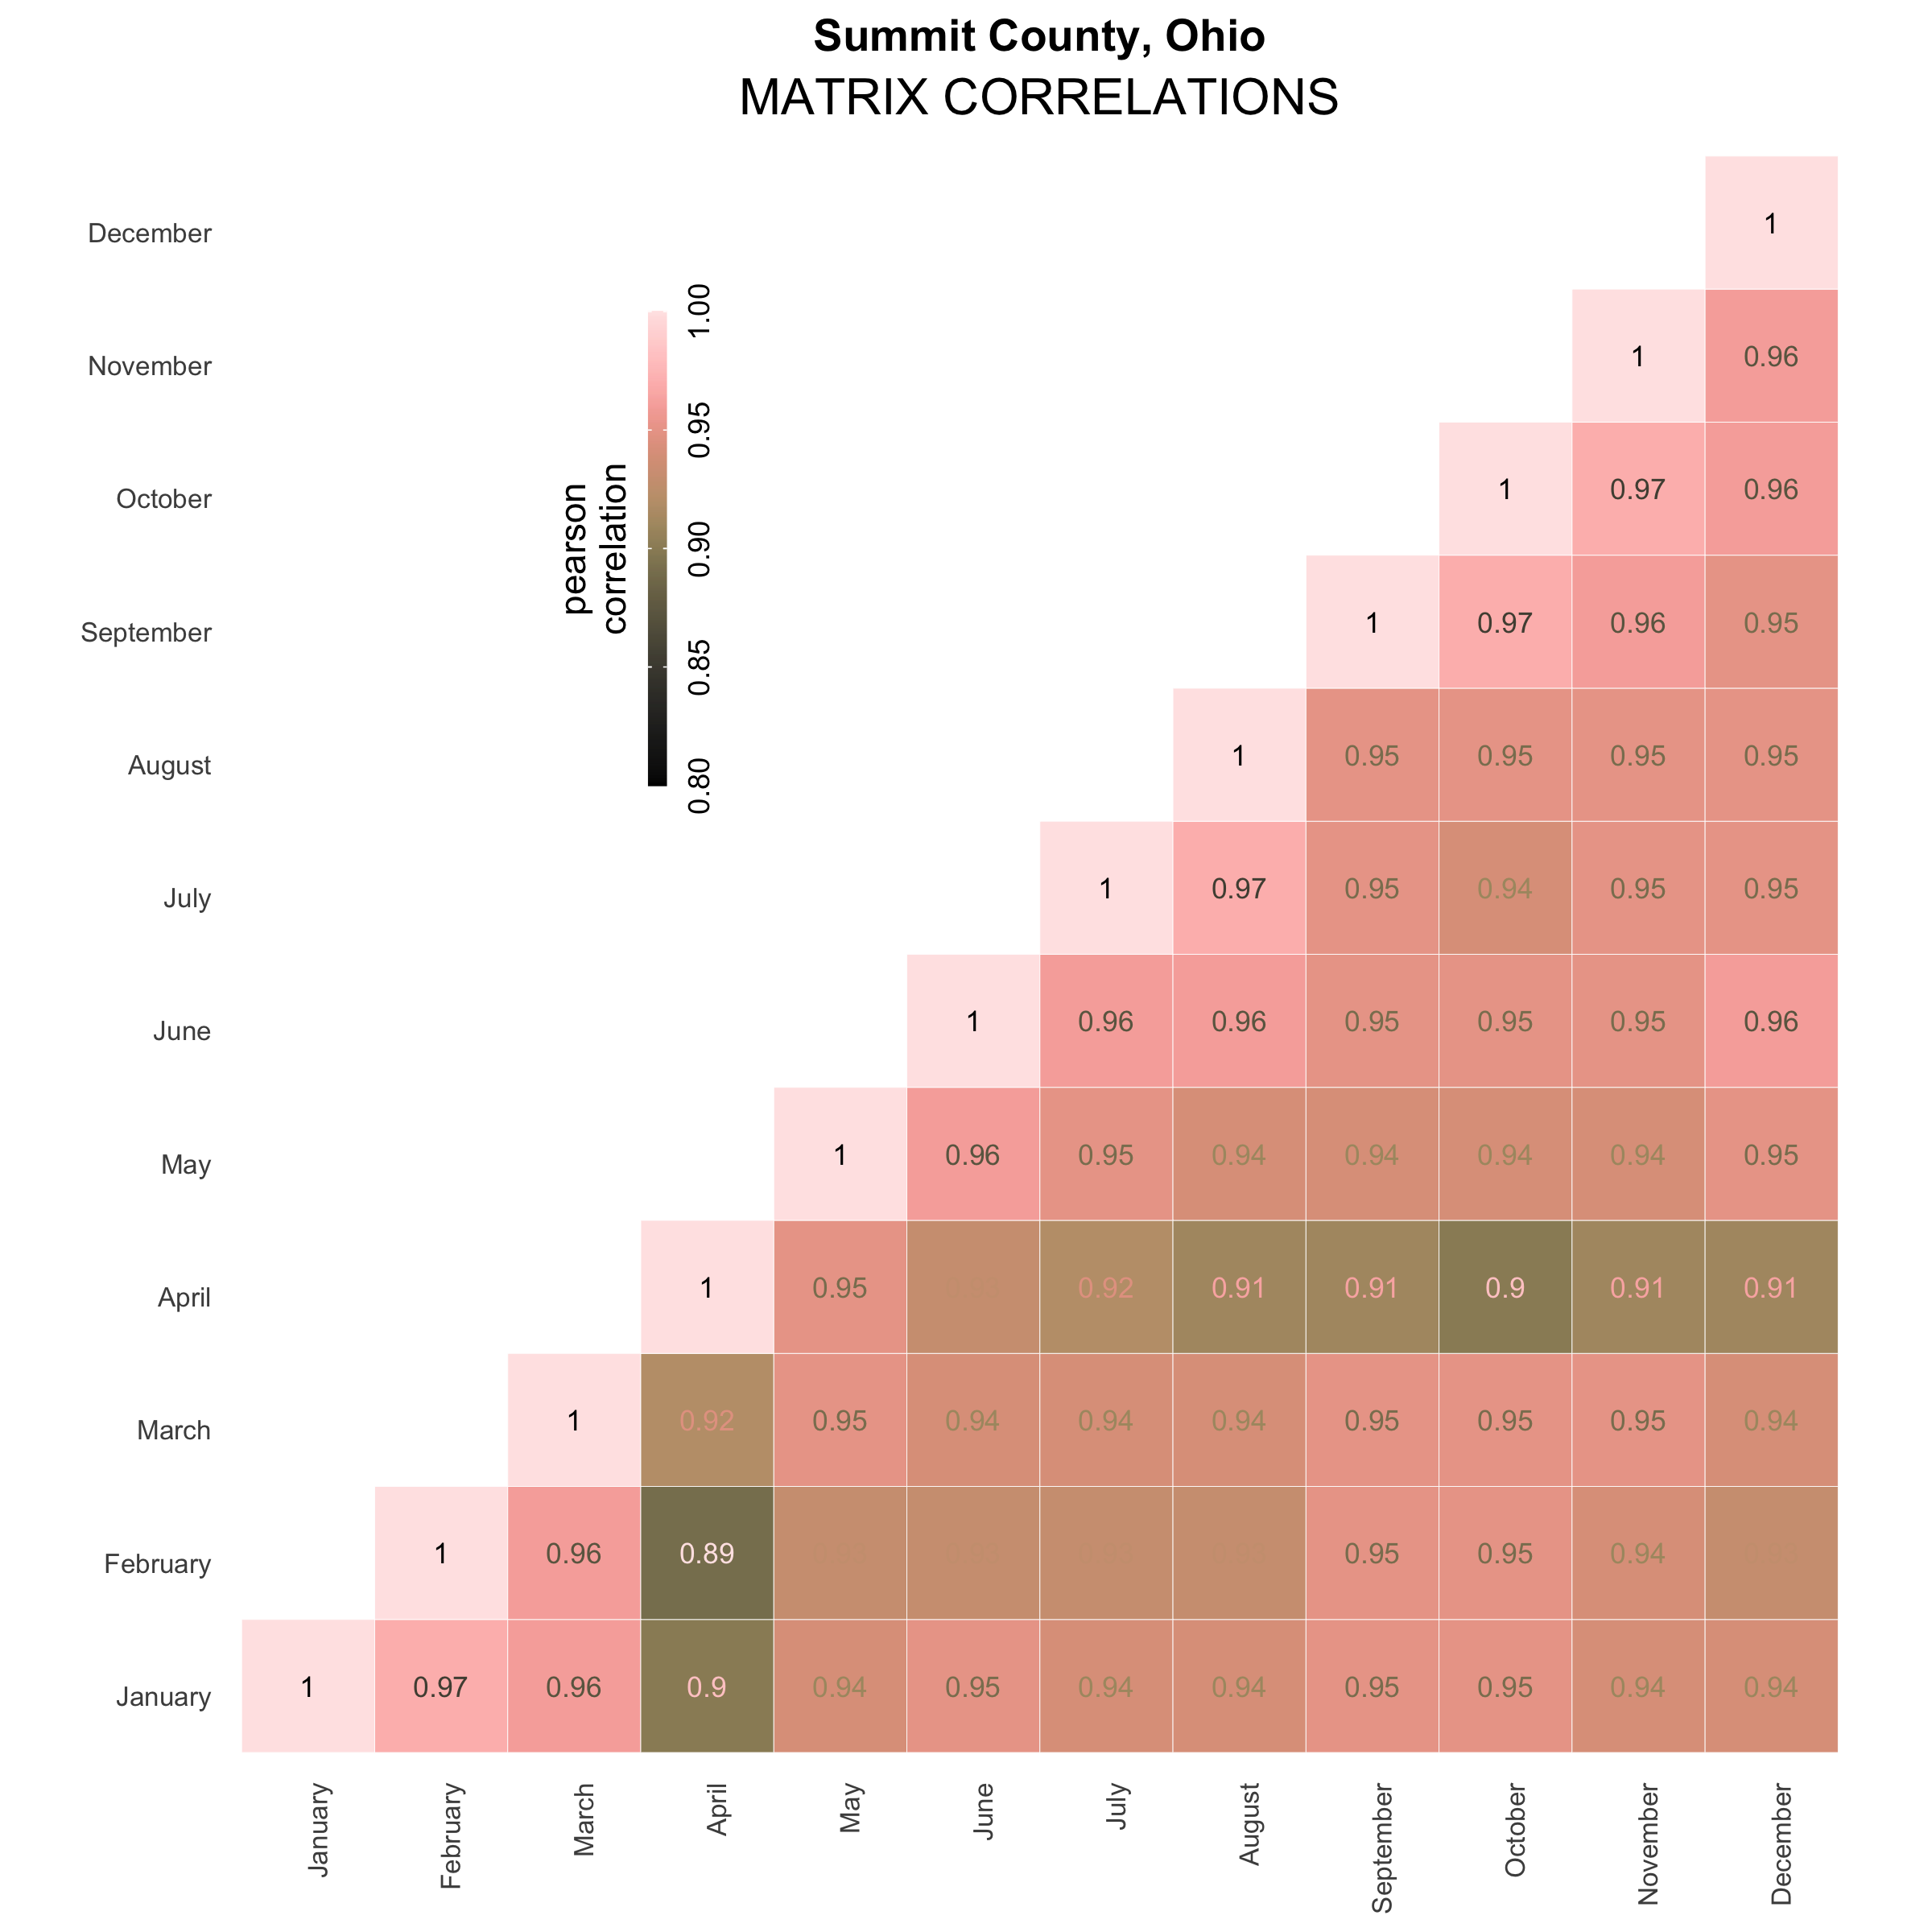 Summit County, Ohio
MATRIX CORRELATIONS
pearson
correlation
1.00
0.95
0.90
0.85
0.80
December 1
November 1 0.96
October 1 0.97 0.96
September 1 0.97 0.96 0.95
August 1 0.95 0.95 0.95 0.95
July 1 0.97 0.95 0.94 0.95 0.95
June 1 0.96 0.96 0.95 0.95 0.95 0.96
May 1 0.96 0.95 0.94 0.94 0.94 0.94 0.95
April 1 0.95 0.92 0.91 0.91 0.9 0.91 0.91
March 1 0.92 0.95 0.94 0.94 0.94 0.95 0.95 0.95 0.94
February 1 0.96 0.89 0.95 0.95 0.94
January 1 0.97 0.96 0.9 0.94 0.95 0.94 0.94 0.95 0.95 0.94 0.94
January
February
March
April
May
June
July
August
September
October
November
December